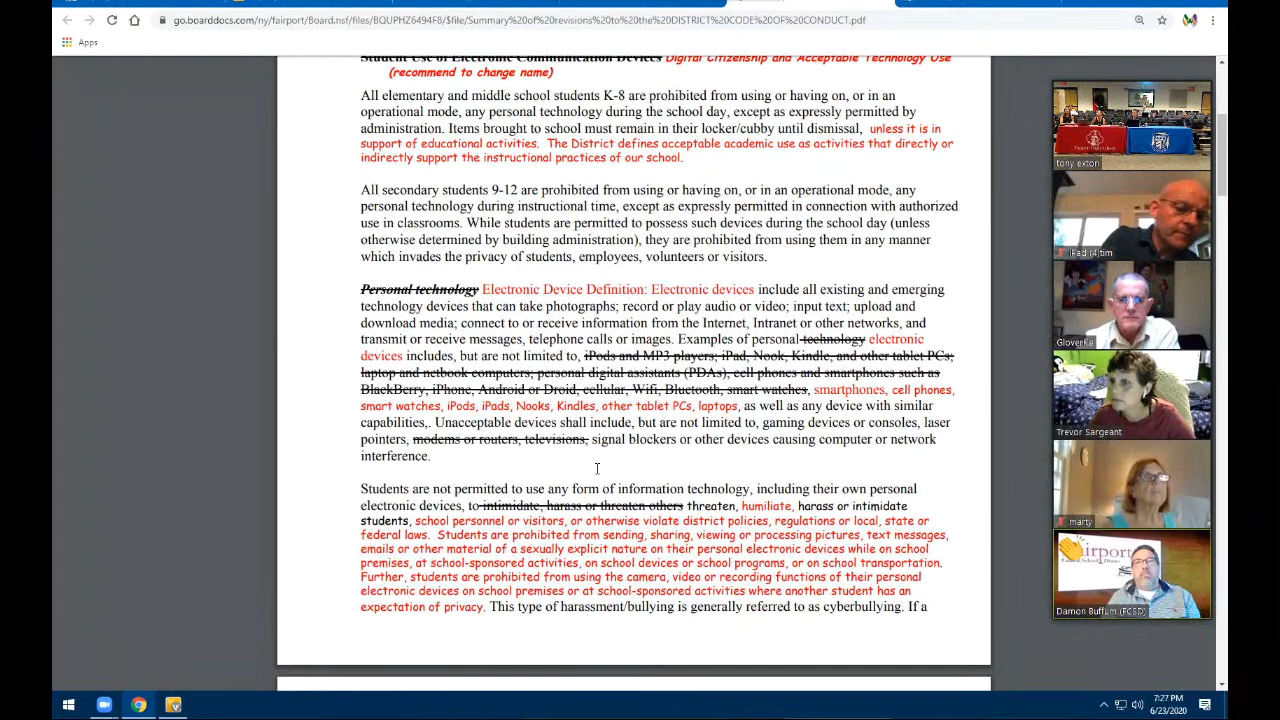 go.boarddocs.com/ny/fairport/Board.nsf/files/BQUPHZ6494F8/$file/Summary%20of%20revisions%20to%20the%20DISTRICT%20CODE%20OF%20CONDUCT.pdf
Apps
Student Use of Electronic Communication Devices Digital Citizenship and Acceptable Technology Use
(recommend to change name)
All elementary and middle school students K-8 are prohibited from using or having on, or in an
operational mode, any personal technology during the school day, except as expressly permitted by
administration. Items brought to school must remain in their locker/cubby until dismissal, unless it is in
support of educational activities. The District defines acceptable academic use as activities that directly or
indirectly support the instructional practices of our school.
All secondary students 9-12 are prohibited from using or having on, or in an operational mode, any
personal technology during instructional time, except as expressly permitted in connection with authorized
use in classrooms. While students are permitted to possess such devices during the school day (unless
otherwise determined by building administration), they are prohibited from using them in any manner
which invades the privacy of students, employees, volunteers or visitors.
Personal technology Electronic Device Definition: Electronic devices include all existing and emerging
technology devices that can take photographs; record or play audio or video; input text; upload and
download media; connect to or receive information from the Internet, Intranet or other networks, and
transmit or receive messages, telephone calls or images. Examples of personal technology electronic
devices includes, but are not limited to, iPods and MP3 players; iPad, Nook, Kindle, and other tablet PCs;
laptop and netbook computers; personal digital assistants (PDAs), cell phones and smartphones such as
BlackBerry, iPhone, Android or Droid, cellular, Wifi, Bluetooth, smart watches, smartphones, cell phones,
smart watches, iPods, iPads, Nooks, Kindles, other tablet PCs, laptops, as well as any device with similar
capabilities,. Unacceptable devices shall include, but are not limited to, gaming devices or consoles, laser
pointers, modems or routers, televisions, signal blockers or other devices causing computer or network
interference.
Students are not permitted to use any form of information technology, including their own personal
electronic devices, to intimidate, harass or threaten others threaten, humiliate, harass or intimidate
students, school personnel or visitors, or otherwise violate district policies, regulations or local, state or
federal laws. Students are prohibited from sending, sharing, viewing or processing pictures, text messages,
emails or other material of a sexually explicit nature on their personal electronic devices while on school
premises, at school-sponsored activities, on school devices or school programs, or on school transportation.
Further, students are prohibited from using the camera, video or recording functions of their personal
electronic devices on school premises or at school-sponsored activities where another student has an
expectation of privacy. This type of harassment/bullying is generally referred to as cyberbullying. If a
tony exton
iPad (4)tim
GloverKe
Trevor Sargeant
marty
Damon Buffum (FCSD)
7:27 PM
6/23/2020